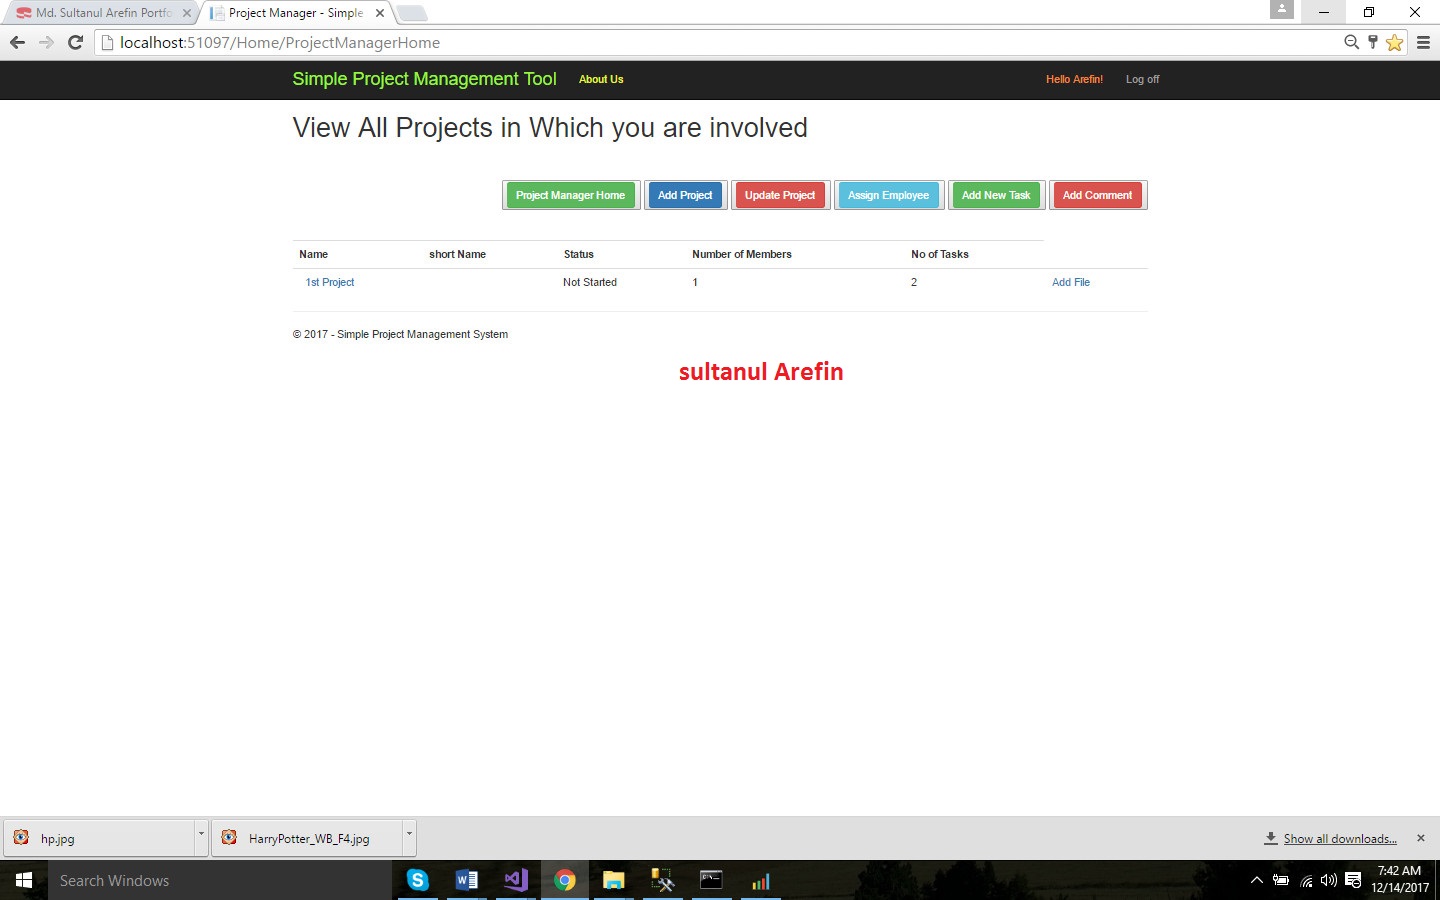 Md. Sultanul Arefin Portfo
Project Manager - Simple
localhost:51097/Home/ProjectManagerHome
Simple Project Management Tool About Us Hello Arefin! Log off
View All Projects in Which you are involved
Project Manager Home Add Project Update Project Assign Employee Add New Task Add Comment
Name short Name Status Number of Members No of Tasks
1st Project Not Started 1 2 Add File
© 2017 - Simple Project Management System
sultanul Arefin
hp.jpg HarryPotter_WB_F4.jpg Show all downloads...
Search Windows
7:42 AM
12/14/2017